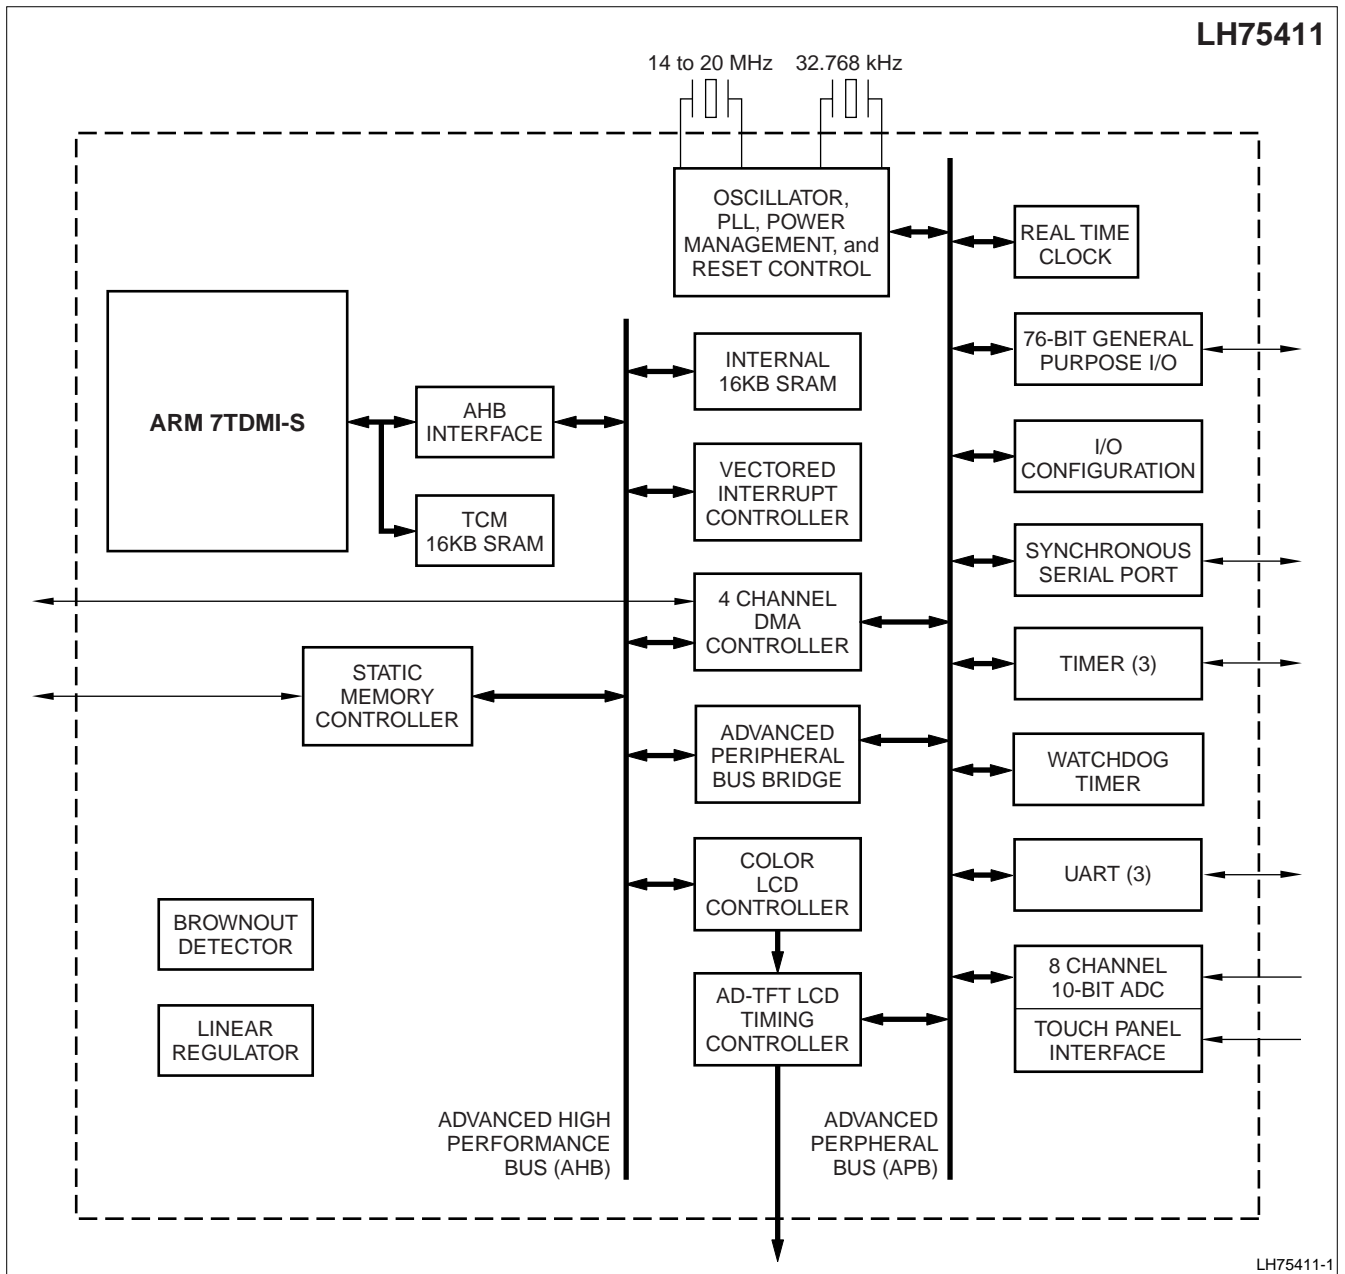 LH75411
14 to 20 MHz
32.768 kHz
OSCILLATOR,
PLL, POWER
MANAGEMENT, and
RESET CONTROL
REAL TIME
CLOCK
76-BIT GENERAL
PURPOSE I/O
INTERNAL
16KB SRAM
ARM 7TDMI-S
AHB
INTERFACE
I/O
CONFIGURATION
VECTORED
INTERRUPT
CONTROLLER
TCM
16KB SRAM
SYNCHRONOUS
SERIAL PORT
4 CHANNEL
DMA
CONTROLLER
TIMER (3)
STATIC
MEMORY
CONTROLLER
ADVANCED
PERIPHERAL
BUS BRIDGE
WATCHDOG
TIMER
COLOR
LCD
CONTROLLER
UART (3)
BROWNOUT
DETECTOR
8 CHANNEL
10-BIT ADC
AD-TFT LCD
TIMING
CONTROLLER
TOUCH PANEL
INTERFACE
LINEAR
REGULATOR
ADVANCED HIGH
PERFORMANCE
BUS (AHB)
ADVANCED
PERPHERAL
BUS (APB)
LH75411-1